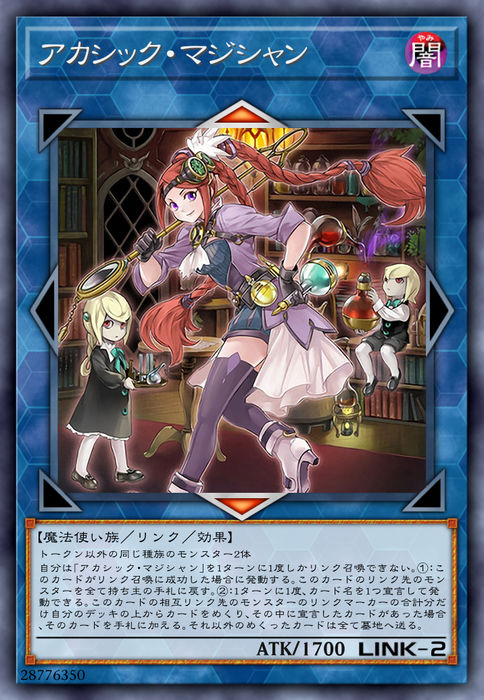 アカシック・マジシャン
やみ
闇
【魔法使い族／リンク／効果】
トークン以外の同じ種族のモンスター2体
自分は「アカシック・マジシャン」を1ターンに1度しかリンク召喚できない。①：こ
のカードがリンク召喚に成功した場合に発動する。このカードのリンク先のモン
スターを全て持ち主の手札に戻す。②：1ターンに1度、カード名を1つ宣言して発
動できる。このカードの相互リンク先のモンスターのリンクマーカーの合計分だ
け自分のデッキの上からカードをめくり、その中に宣言したカードがあった場合
、そのカードを手札に加える。それ以外のめくったカードは全て墓地へ送る。
ATK/1700 LINK-2
28776350